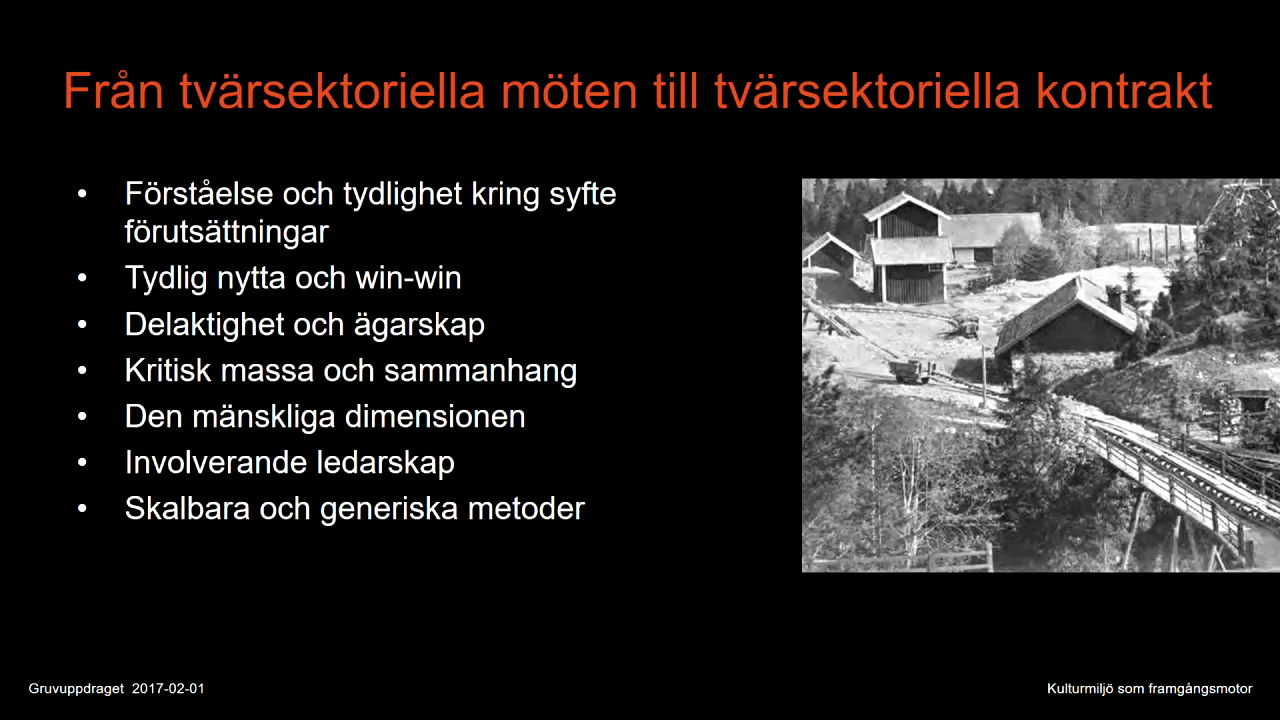 Från tvärsektoriella möten till tvärsektoriella kontrakt
• Förståelse och tydlighet kring syfte
förutsättningar
• Tydlig nytta och win-win
• Delaktighet och ägarskap
• Kritisk massa och sammanhang
• Den mänskliga dimensionen
• Involverande ledarskap
• Skalbara och generiska metoder
Gruvuppdraget 2017-02-01
Kulturmiljö som framgångsmotor